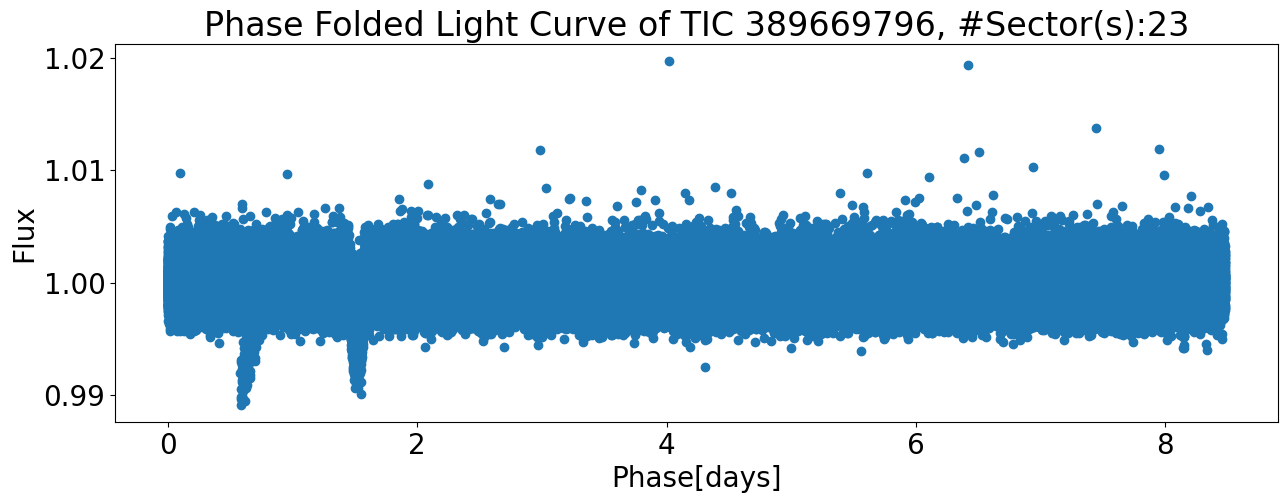 Phase Folded Light Curve of TIC 389669796, #Sector(s):23
1.02
1.01
1.00
0.99
Flux
0 2 4 6 8
Phase[days]